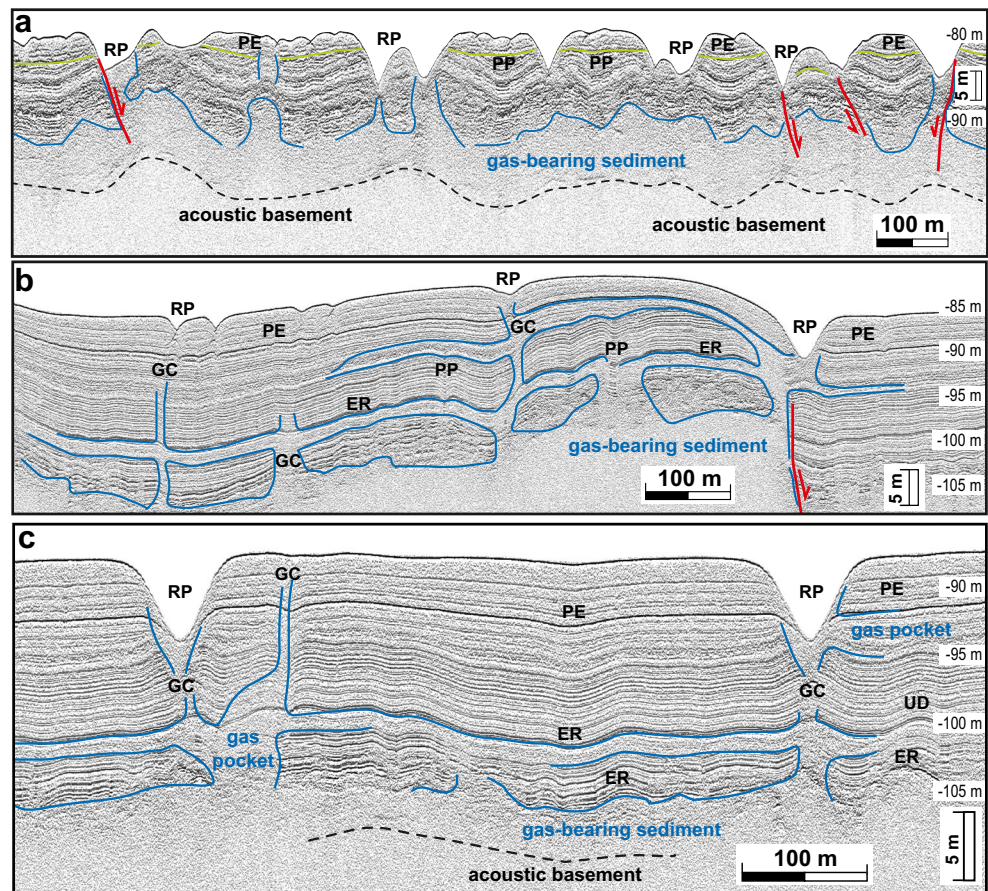 a
RP PE RP PP PP RP PE RP PE
-80 m
5 m
-90 m
gas-bearing sediment
acoustic basement
acoustic basement
100 m
b
RP
RP PE GC RP PE
-85 m
GC PP PP ER
-90 m
ER
-95 m
GC
gas-bearing sediment
-100 m
100 m
5 m
-105 m
c
RP GC PE RP PE
-90 m
gas pocket
-95 m
GC GC UD
-100 m
gas
pocket
ER
ER
ER
-105 m
gas-bearing sediment
5 m
acoustic basement
100 m